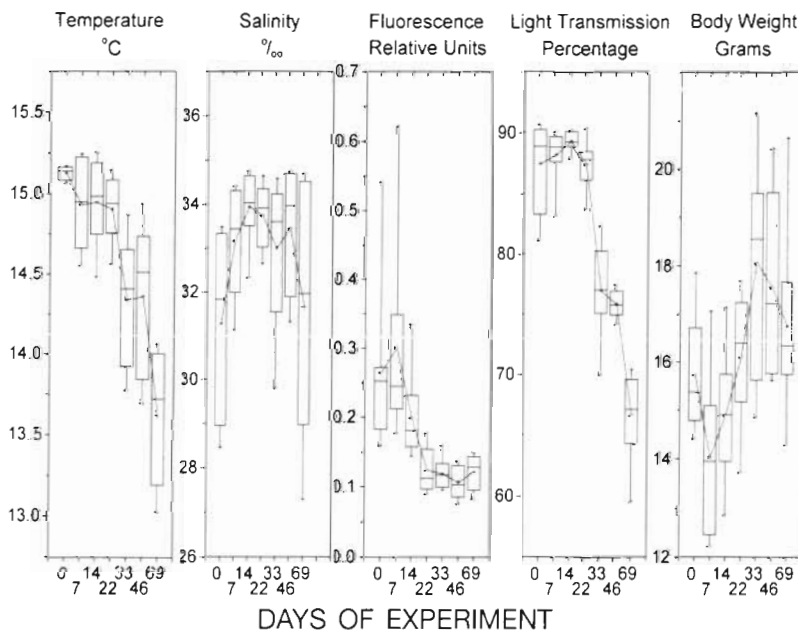 Temperature
°C
Salinity
‰
Fluorescence
Relative Units
Light Transmission
Percentage
Body Weight
Grams
15.5
15.0
14.5
14.0
13.5
13.0
36
34
32
30
28
26
0.7
0.6
0.5
0.4
0.3
0.2
0.1
0.0
90
80
70
60
20
18
16
14
12
0 14 33 69
7 22 46
0 14 33 69
7 22 46
0 14 33 69
7 22 46
0 14 33 69
7 22 46
0 14 33 69
7 22 46
DAYS OF EXPERIMENT